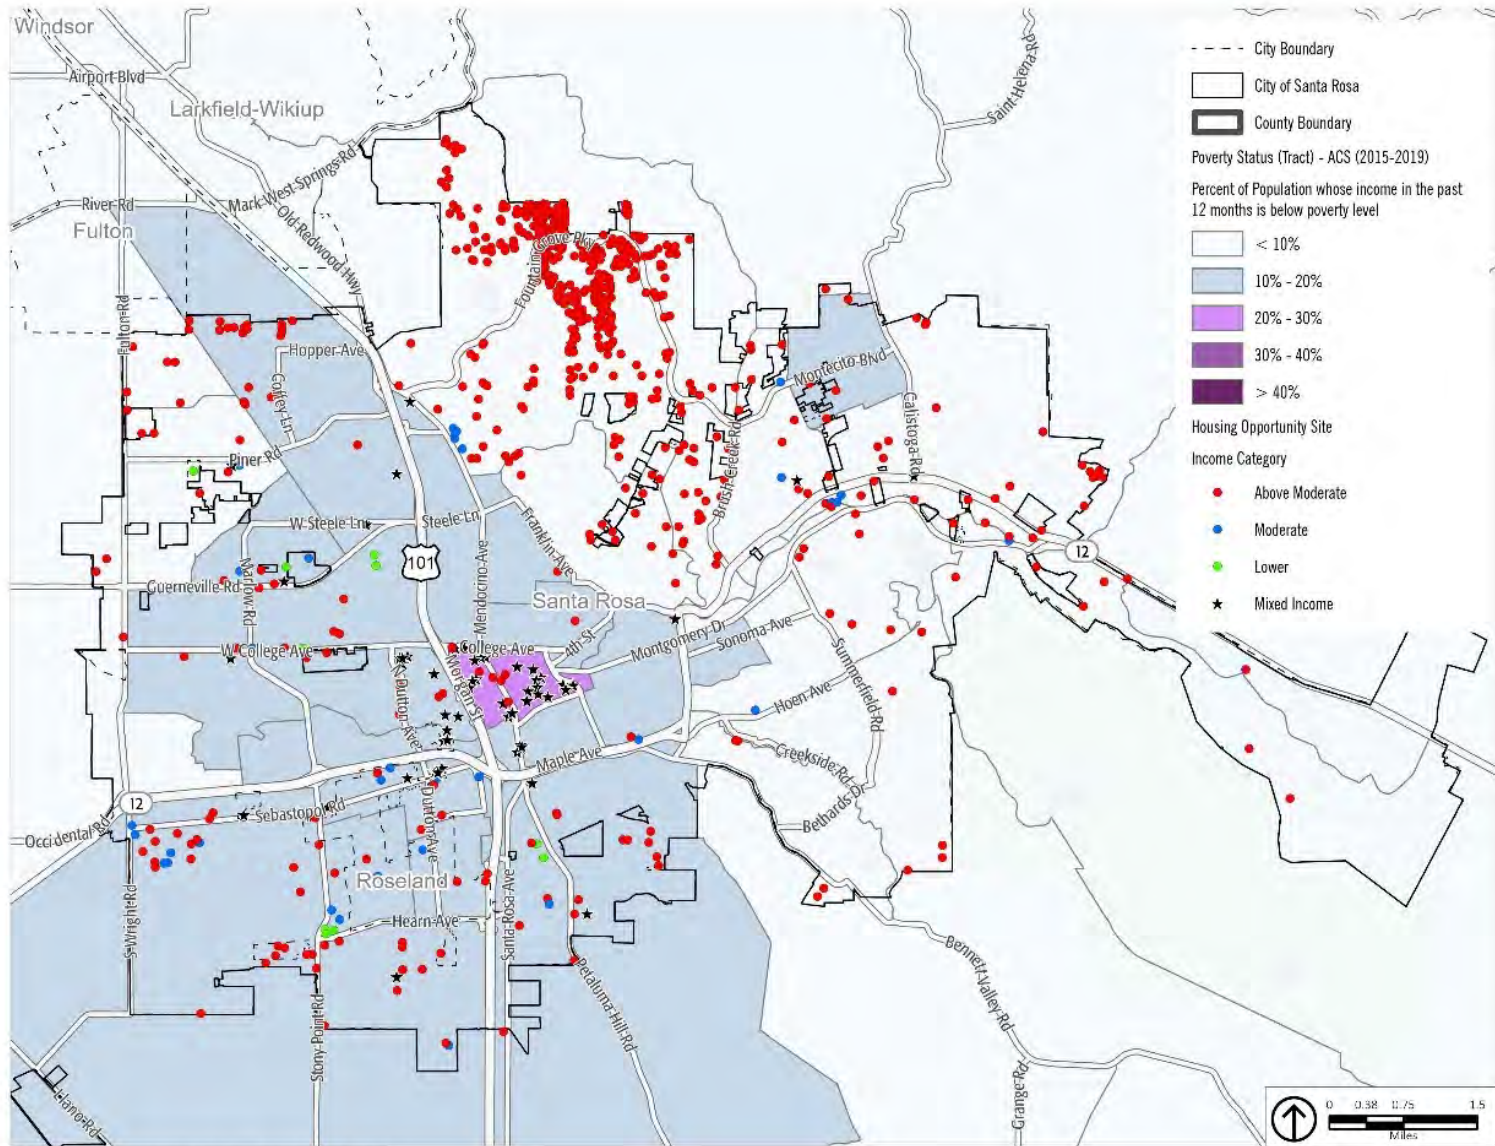 Windsor
Airport Blvd
Larkfield-Wikiup
Saint Helena Rd
Mark West Springs Rd
River Rd
Fulton
Old Redwood Hwy
Fountain Grove Pky
Fulton Rd
Hopper Ave
Coffey Ln
Montecito Blvd
Calistoga Rd
Brush Creek Rd
Piner Rd
W Steele Ln
Steele Ln
Franklin Ave
101
12
Guerneville Rd
Marlow Rd
Mendocino Ave
Santa Rosa
W College Ave
College Ave
4th St
Montgomery Dr
Sonoma Ave
Summerfield Rd
N Dutton Ave
Morgan St
Hoen Ave
Creekside Rd
Maple Ave
Bethards Dr
12
Sebastopol Rd
Occidental Rd
Dutton Ave
Roseland
S Wright Rd
Hearn Ave
Santa Rosa Ave
Stony Point Rd
Petaluma Hill Rd
Bennett Valley Rd
Grange Rd
Llano Rd
City Boundary
City of Santa Rosa
County Boundary
Poverty Status (Tract) - ACS (2015-2019)
Percent of Population whose income in the past
12 months is below poverty level
< 10%
10% - 20%
20% - 30%
30% - 40%
> 40%
Housing Opportunity Site
Income Category
Above Moderate
Moderate
Lower
Mixed Income
0 0.38 0.75 1.5
Miles